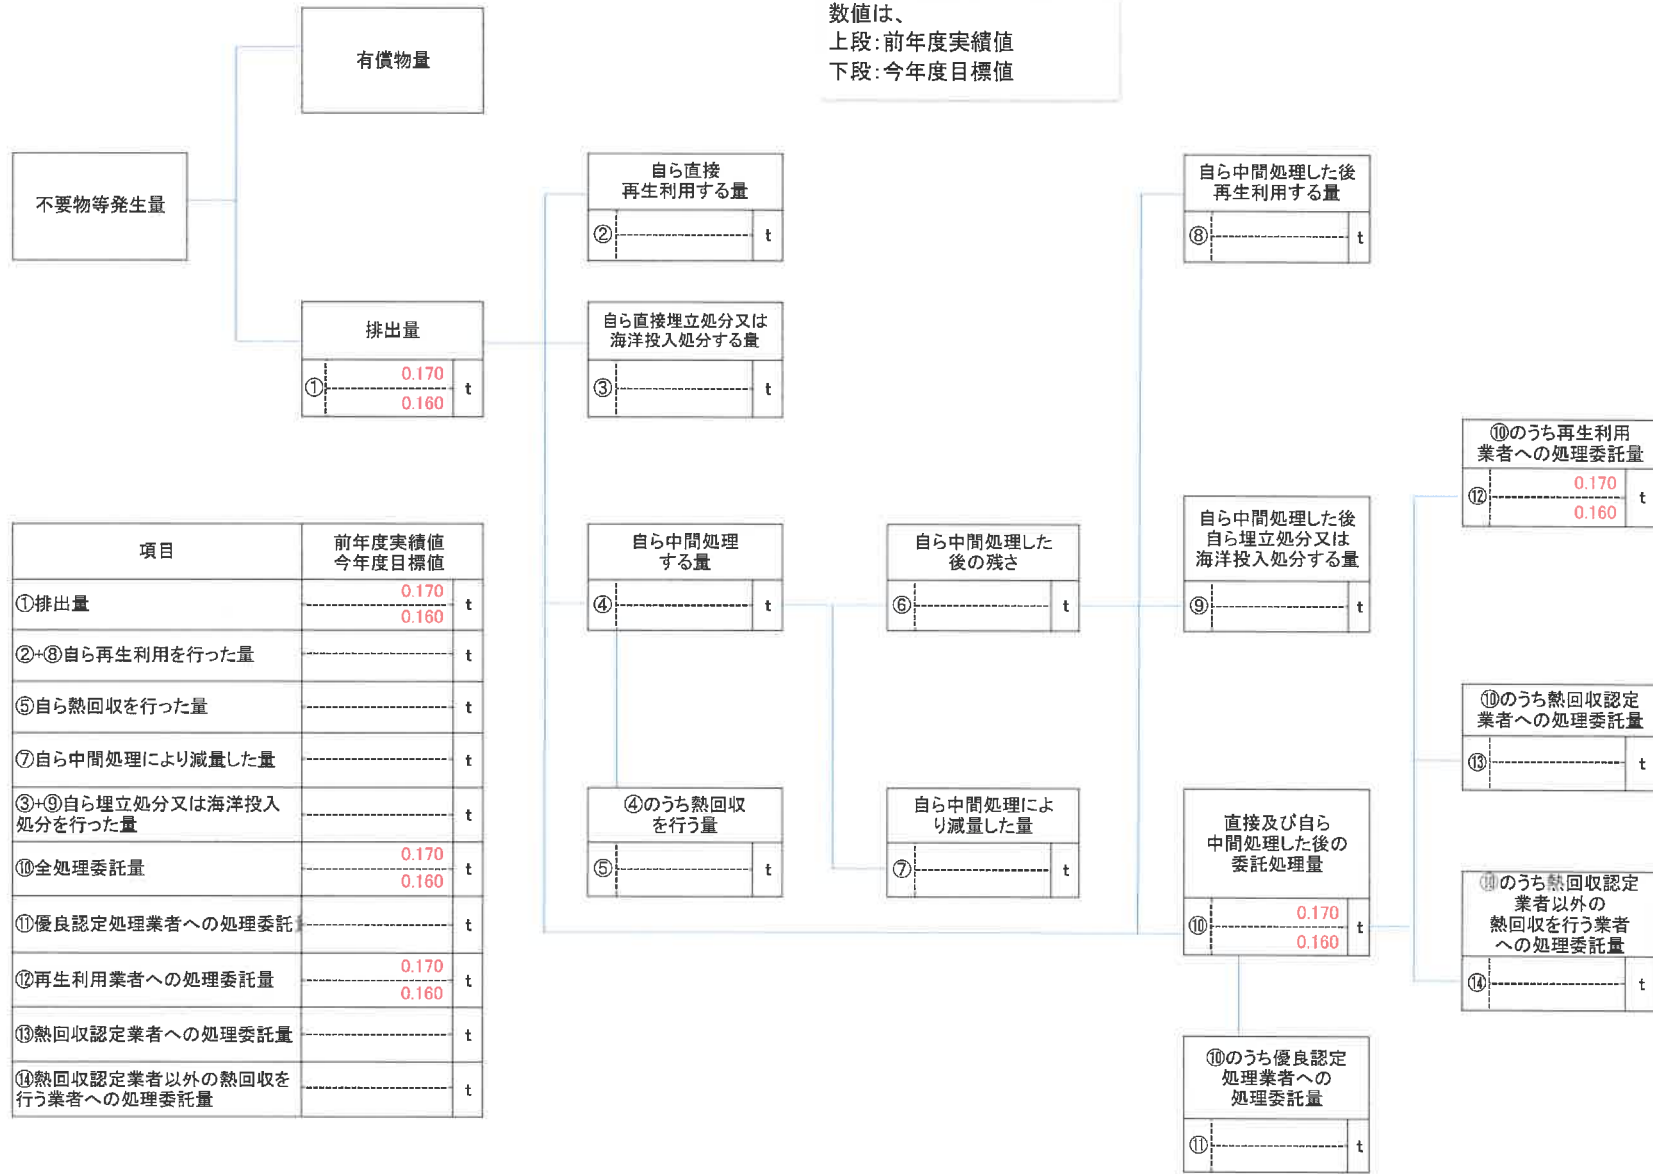 数値は、
上段:前年度実績値
下段:今年度目標値
有償物量
不要物等発生量
排出量
①
0.170
0.160
t
自ら直接
再生利用する量
②
t
自ら直接埋立処分又は
海洋投入処分する量
③
t
自ら中間処理
する量
④
t
④のうち熱回収
を行う量
⑤
t
自ら中間処理した
後の残さ
⑥
t
自ら中間処理によ
り減量した量
⑦
t
自ら中間処理した後
再生利用する量
⑧
t
自ら中間処理した後
自ら埋立処分又は
海洋投入処分する量
⑨
t
直接及び自ら
中間処理した後の
委託処理量
⑩
0.170
0.160
t
⑩のうち優良認定
処理業者への
処理委託量
⑪
t
⑩のうち再生利用
業者への処理委託量
⑫
0.170
0.160
t
⑩のうち熱回収認定
業者への処理委託量
⑬
t
⑩のうち熱回収認定
業者以外の
熱回収を行う業者
への処理委託量
⑭
t
項目
前年度実績値
今年度目標値
①排出量
0.170
0.160
t
②+⑧自ら再生利用を行った量
t
⑤自ら熱回収を行った量
t
⑦自ら中間処理により減量した量
t
③+⑨自ら埋立処分又は海洋投入
処分を行った量
t
⑩全処理委託量
0.170
0.160
t
⑪優良認定処理業者への処理委託
t
⑫再生利用業者への処理委託量
0.170
0.160
t
⑬熱回収認定業者への処理委託量
t
⑭熱回収認定業者以外の熱回収を
行う業者への処理委託量
t